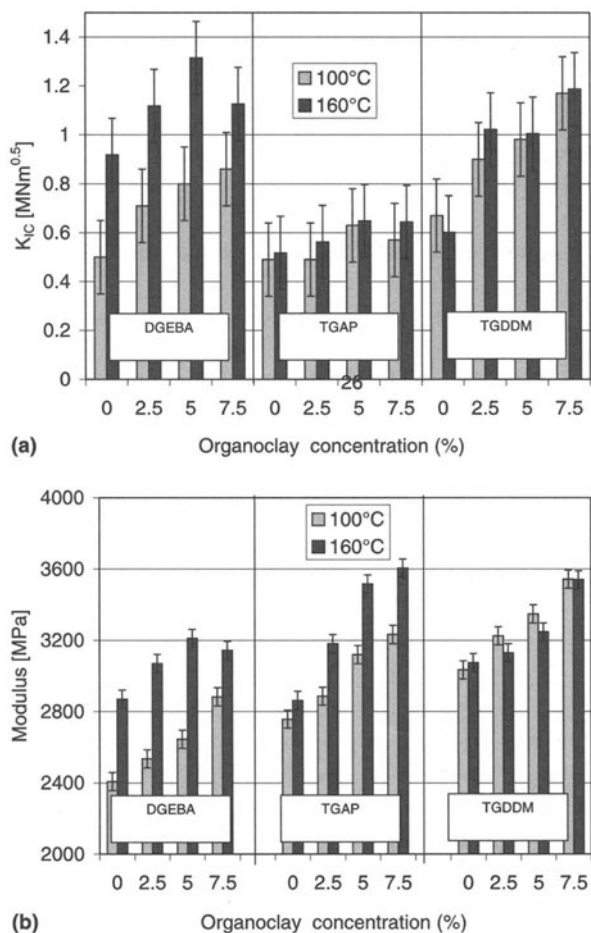 1.4
1.2
1
0.8
0.6
0.4
0.2
0
K_IC [MNm^0.5]
100°C
160°C
DGEBA TGAP TGDDM
26
0 2.5 5 7.5 0 2.5 5 7.5 0 2.5 5 7.5
(a) Organoclay concentration (%)
4000
3600
3200
2800
2400
2000
Modulus [MPa]
100°C
160°C
DGEBA TGAP TGDDM
0 2.5 5 7.5 0 2.5 5 7.5 0 2.5 5 7.5
(b) Organoclay concentration (%)